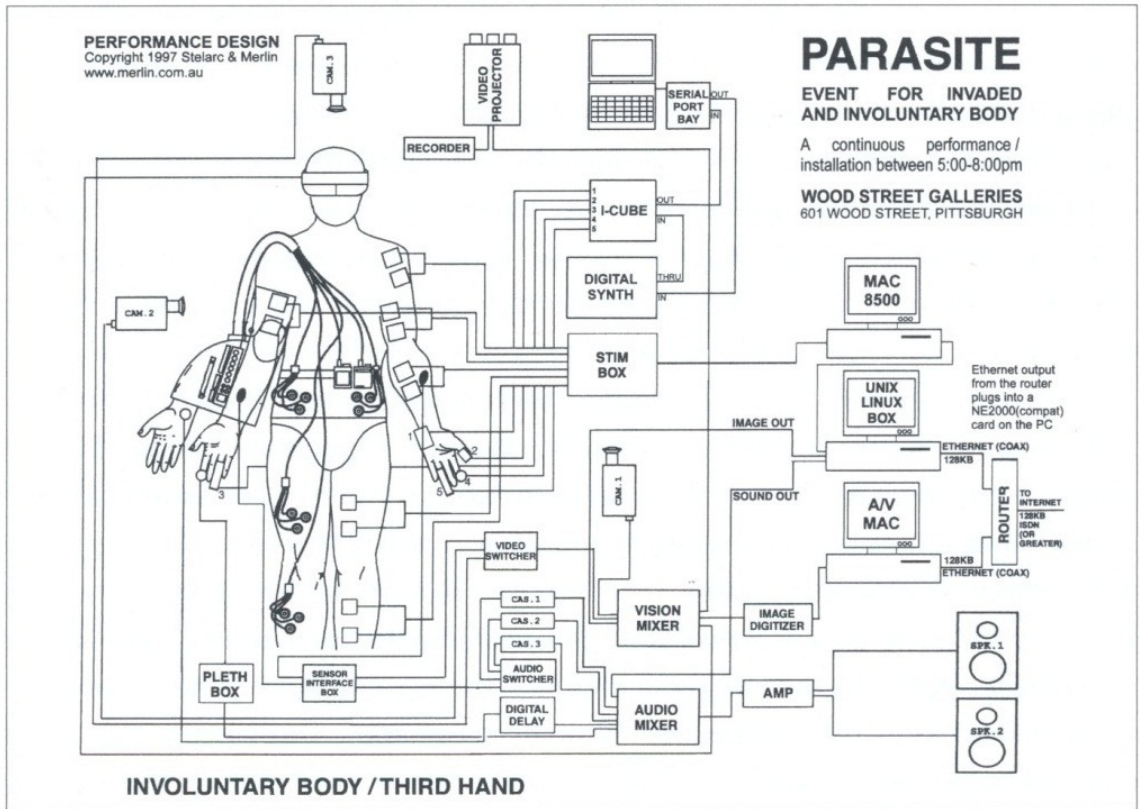 PERFORMANCE DESIGN
Copyright 1997 Stelarc & Merlin
www.merlin.com.au
CAM.3
VIDEO
PROJECTOR
RECORDER
SERIAL
PORT
BAY
OUT
IN
PARASITE
EVENT FOR INVADED
AND INVOLUNTARY BODY
A continuous performance /
installation between 5:00-8:00pm
WOOD STREET GALLERIES
601 WOOD STREET, PITTSBURGH
1
2
3
4
5
I-CUBE
OUT
IN
DIGITAL
SYNTH
THRU
IN
CAM.2
STIM
BOX
MAC
8500
UNIX
LINUX
BOX
Ethernet output
from the router
plugs into a
NE2000(compat)
card on the PC
IMAGE OUT
ETHERNET (COAX)
128KB
1
2
3
4
5
CAM.1
SOUND OUT
A/V
MAC
128KB
ETHERNET (COAX)
ROUTER
TO
INTERNET
128KB
ISDN
(OR
GREATER)
VIDEO
SWITCHER
CAS.1
CAS.2
CAS.3
AUDIO
SWITCHER
VISION
MIXER
IMAGE
DIGITIZER
PLETH
BOX
SENSOR
INTERFACE
BOX
DIGITAL
DELAY
AUDIO
MIXER
AMP
SPK.1
SPK.2
INVOLUNTARY BODY / THIRD HAND